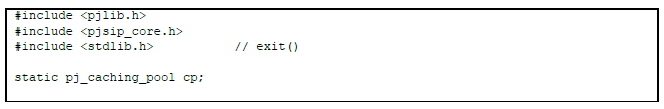 #include <pjlib.h>
#include <pjsip_core.h>
#include <stdlib.h>           // exit()
static pj_caching_pool cp;